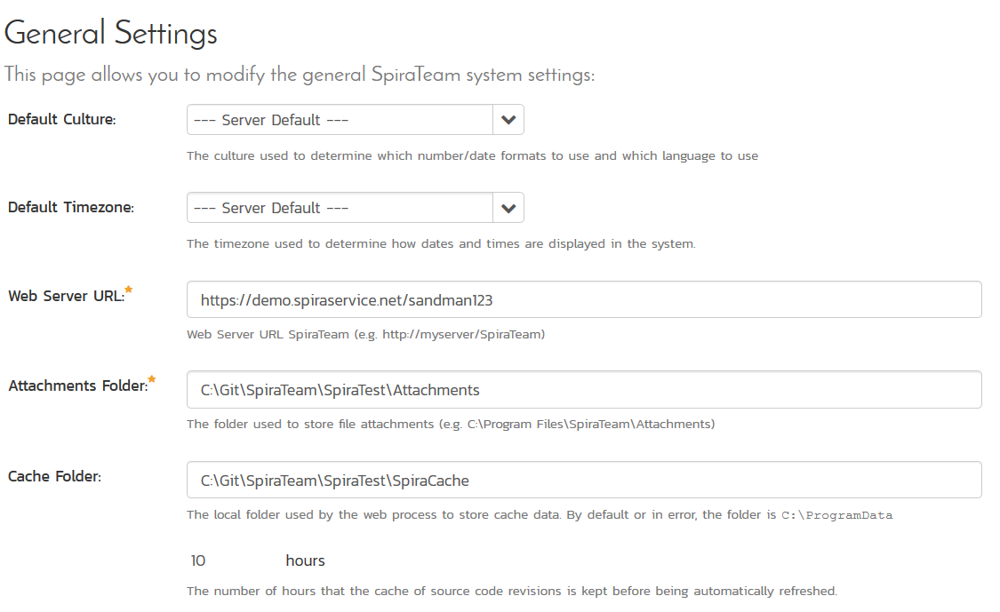 General Settings
This page allows you to modify the general SpiraTeam system settings:
Default Culture:
--- Server Default ---
The culture used to determine which number/date formats to use and which language to use
Default Timezone:
--- Server Default ---
The timezone used to determine how dates and times are displayed in the system.
Web Server URL:*
https://demo.spiraservice.net/sandman123
Web Server URL SpiraTeam (e.g. http://myserver/SpiraTeam)
Attachments Folder:*
C:\Git\SpiraTeam\SpiraTest\Attachments
The folder used to store file attachments (e.g. C:\Program Files\SpiraTeam\Attachments)
Cache Folder:
C:\Git\SpiraTeam\SpiraTest\SpiraCache
The local folder used by the web process to store cache data. By default or in error, the folder is C:\ProgramData
10 hours
The number of hours that the cache of source code revisions is kept before being automatically refreshed.